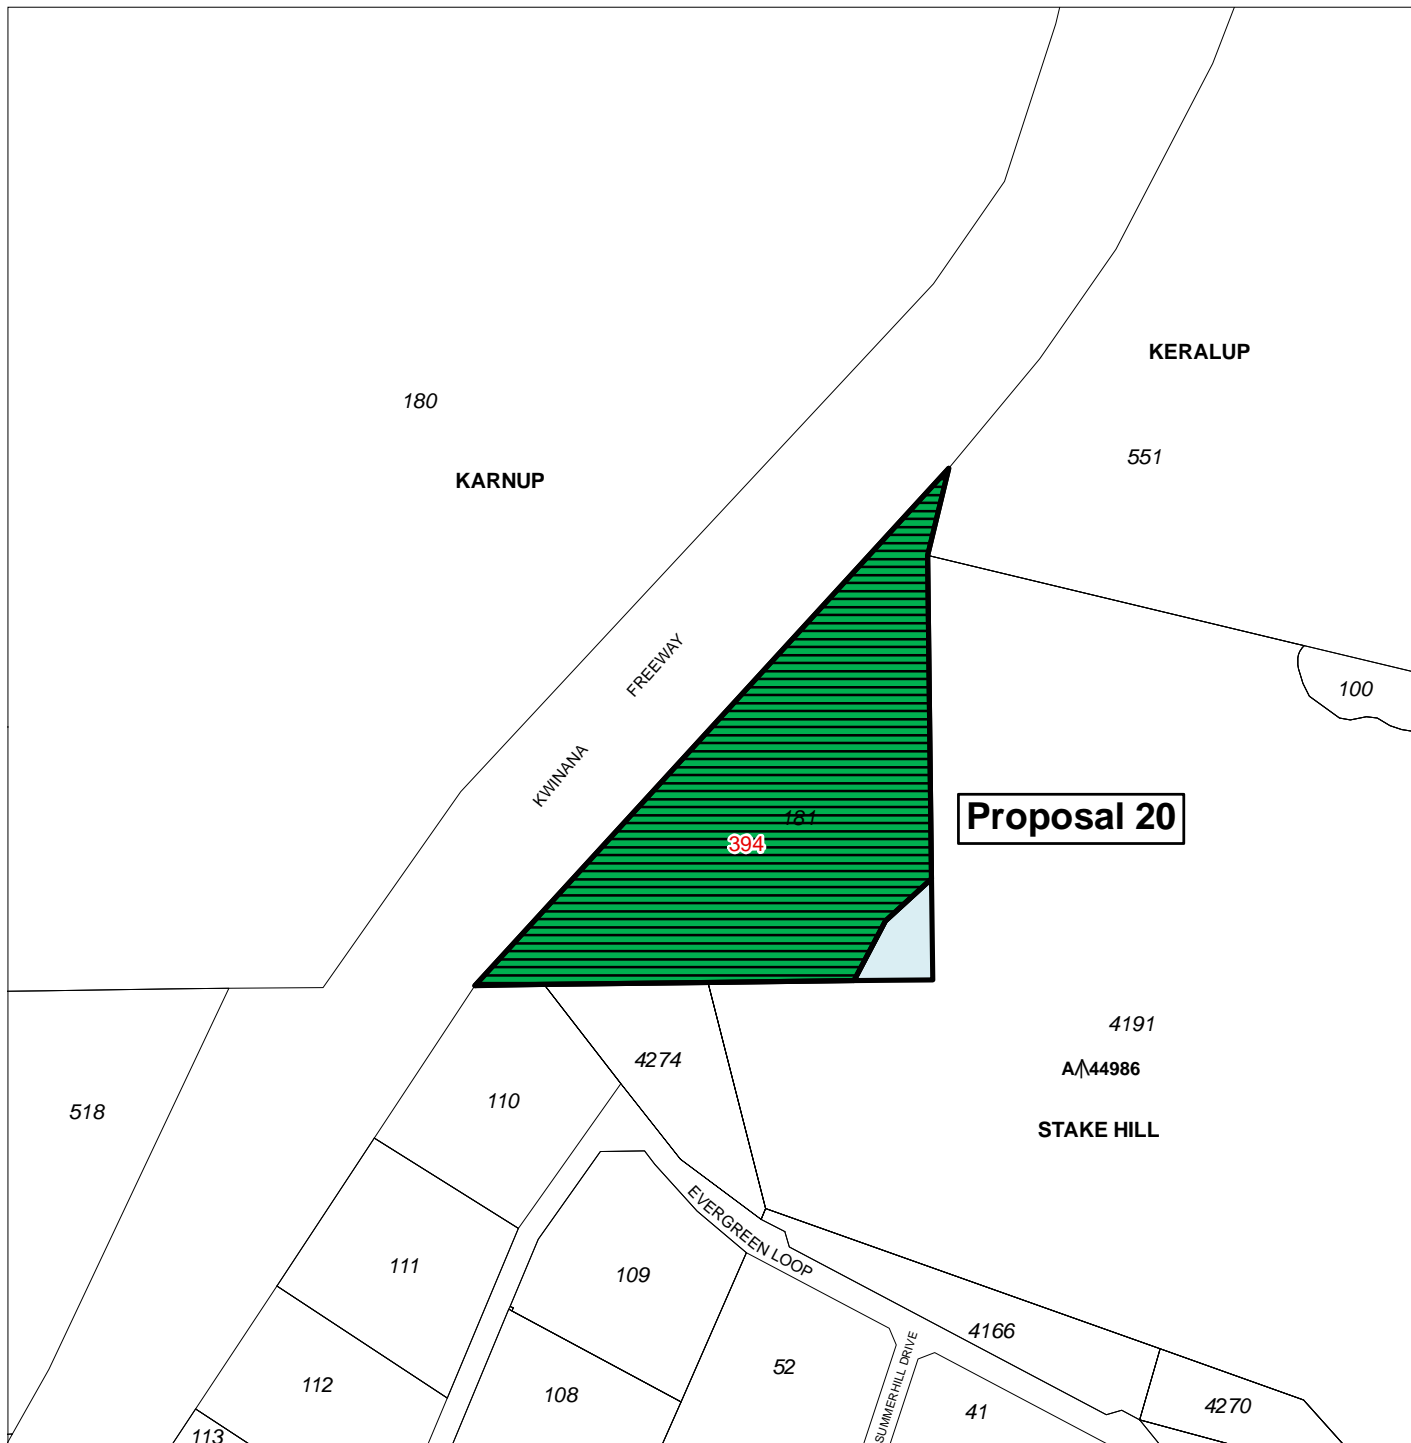 KERALUP
180
551
KARNUP
FREEWAY
100
KWINANA
Proposal 20
181
394
4191
4274
A 44986
110
518
STAKE HILL
EVERGREEN LOOP
111
109
4166
SUMMERHILL DRIVE
52
112
108
4270
41
113